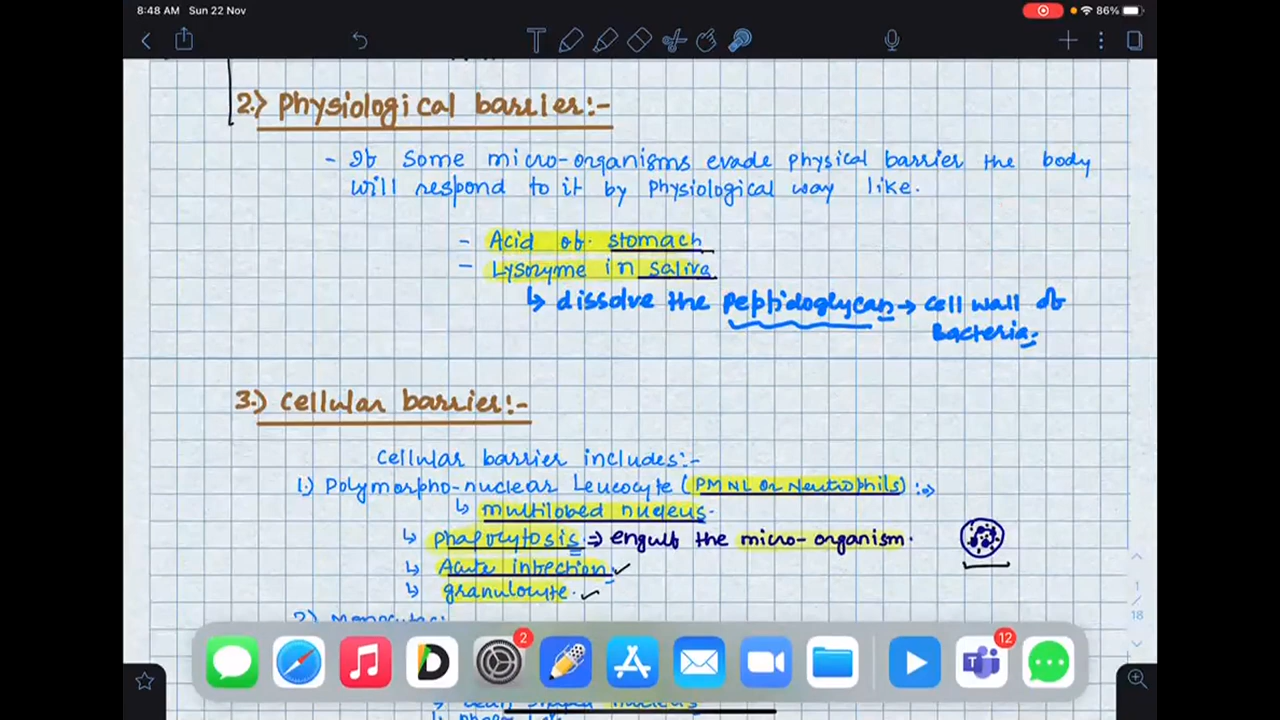 8:48 AM Sun 22 Nov
86%
2.) Physiological barrier:-
- If Some micro-organisms evade physical barrier the body
will respond to it by physiological way like.
- Acid of stomach
- Lysozyme in saliva
↳ dissolve the peptidoglycan → cell wall of
Bacteria.
3.) Cellular barrier:-
Cellular barrier includes:-
1.) Polymorpho-nuclear Leucocyte (PMNL or Neutrophils) :→
↳ multilobed nucleus.
↳ phagocytosis ⇒ engulf the micro-organism.
↳ Acute infection ✓
↳ granulocyte. ✓
1
/
18
2
12